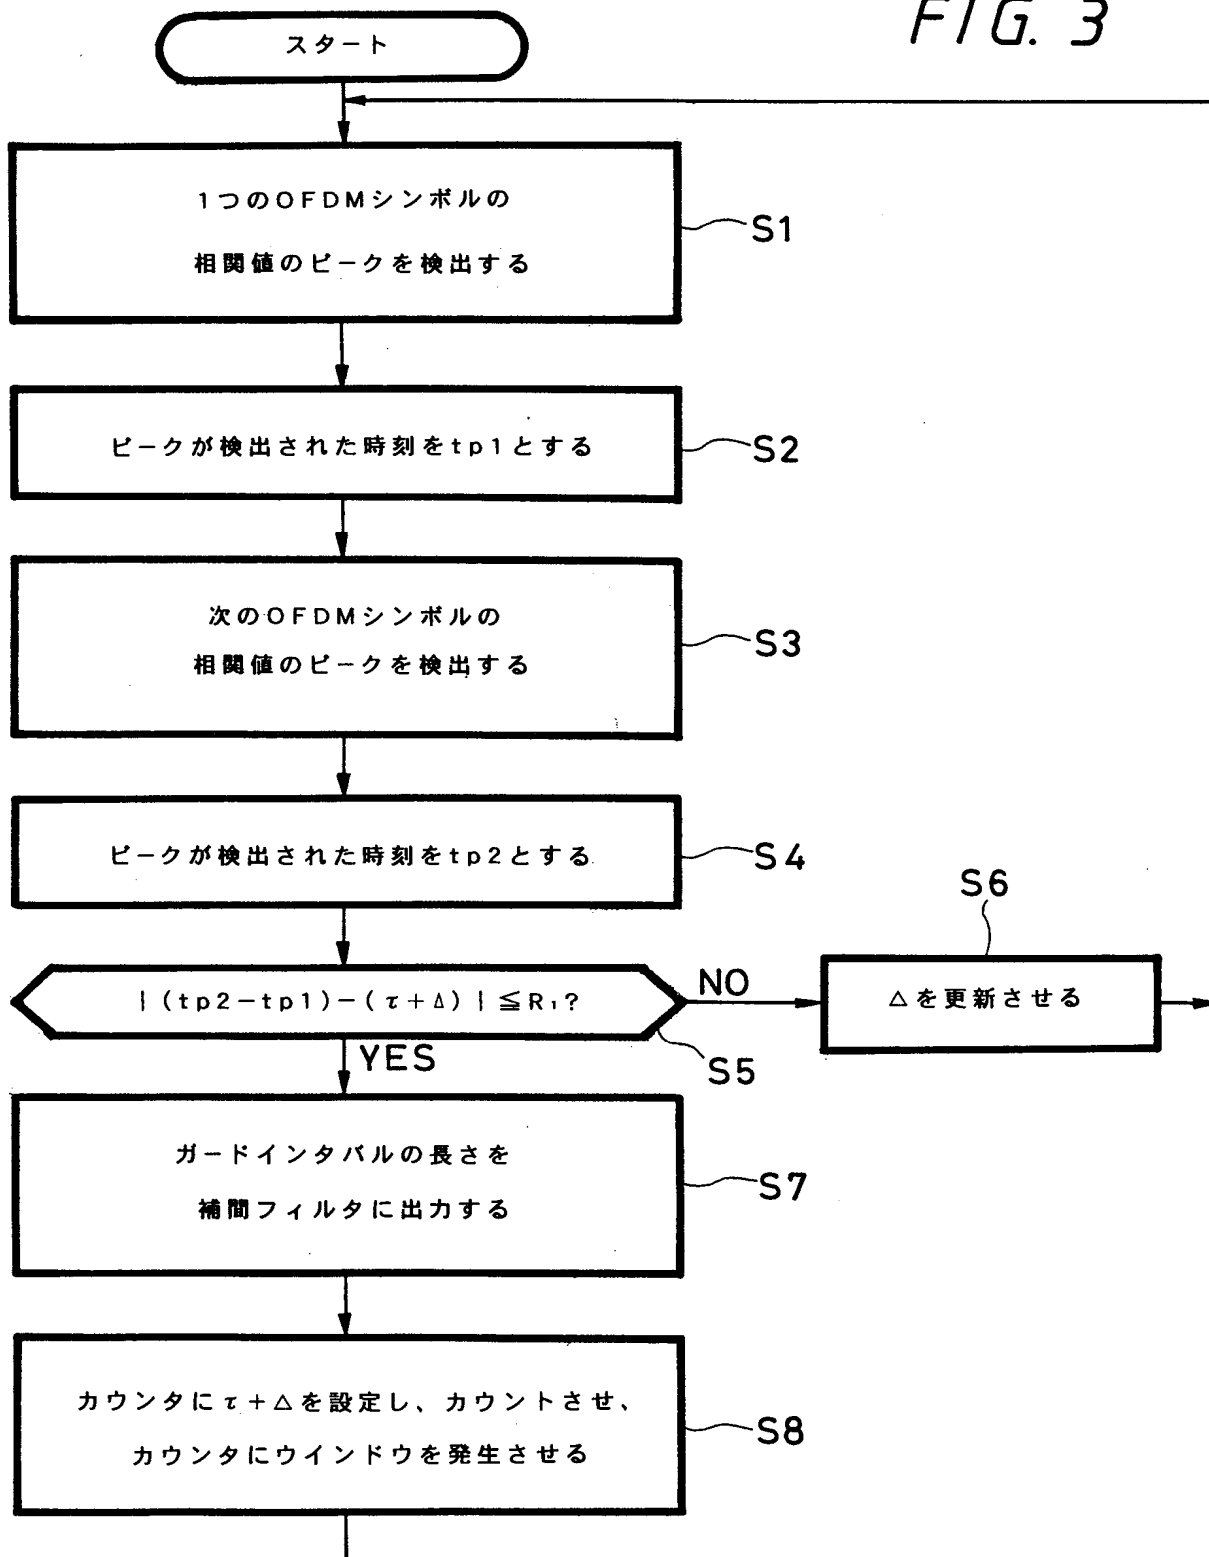 FIG. 3
スタート
1つのOFDMシンボルの
相関値のピークを検出する
S1
ピークが検出された時刻をtp1とする
S2
次のOFDMシンボルの
相関値のピークを検出する
S3
ピークが検出された時刻をtp2とする
S4
S6
|(tp2-tp1)-(τ+Δ)|≦R₁?
NO
△を更新させる
YES
S5
ガードインタバルの長さを
補間フィルタに出力する
S7
カウンタにτ+△を設定し、カウントさせ、
カウンタにウインドウを発生させる
S8